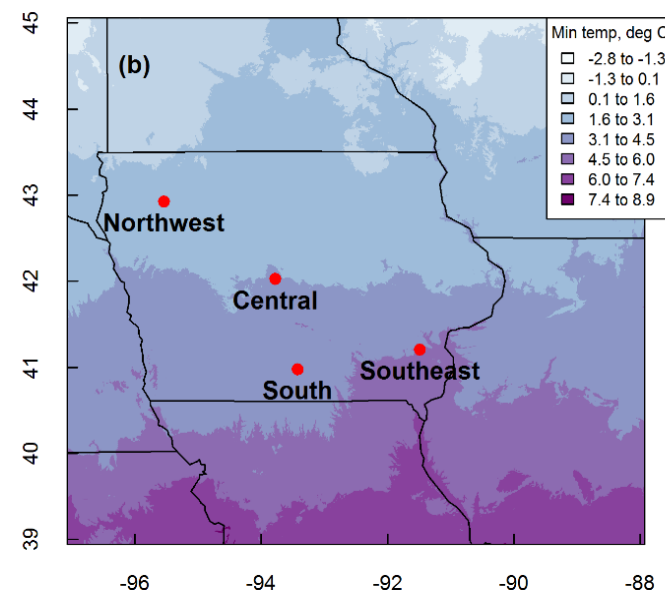 Min temp, deg C
-2.8 to -1.3
-1.3 to 0.1
0.1 to 1.6
1.6 to 3.1
3.1 to 4.5
4.5 to 6.0
6.0 to 7.4
7.4 to 8.9
(b)
45
44
43
42
41
40
39
Northwest
Central
Southeast
South
-96 -94 -92 -90 -88